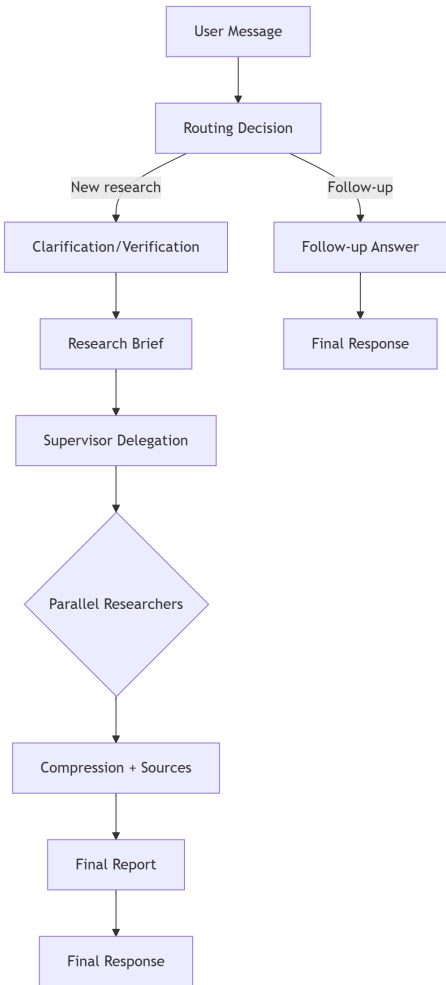 User Message
Routing Decision
New research
Follow-up
Clarification/Verification
Follow-up Answer
Research Brief
Final Response
Supervisor Delegation
Parallel Researchers
Compression + Sources
Final Report
Final Response